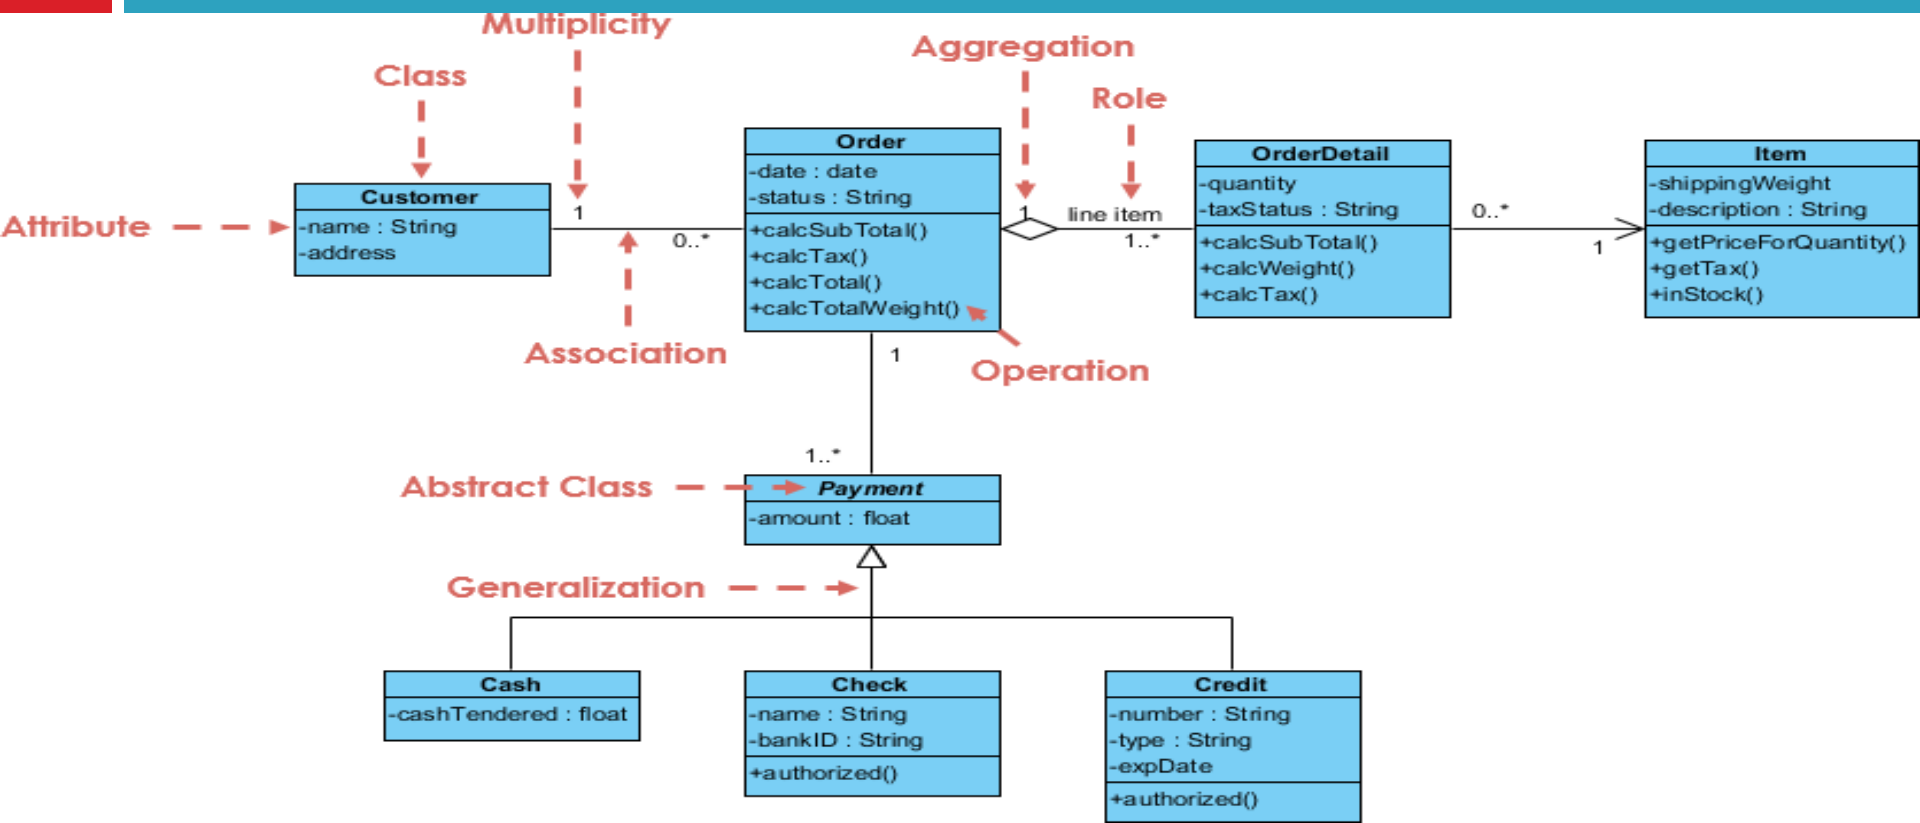 Multiplicity
Aggregation
Class
Role
Attribute
Customer
-name : String
-address
1
0..*
Association
Order
-date : date
-status : String
+calcSubTotal()
+calcTax()
+calcTotal()
+calcTotalWeight()
Operation
1
line item
1..*
OrderDetail
-quantity
-taxStatus : String
+calcSubTotal()
+calcWeight()
+calcTax()
0..*
1
Item
-shippingWeight
-description : String
+getPriceForQuantity()
+getTax()
+inStock()
1
1..*
Abstract Class
Payment
-amount : float
Generalization
Cash
-cashTendered : float
Check
-name : String
-bankID : String
+authorized()
Credit
-number : String
-type : String
-expDate
+authorized()